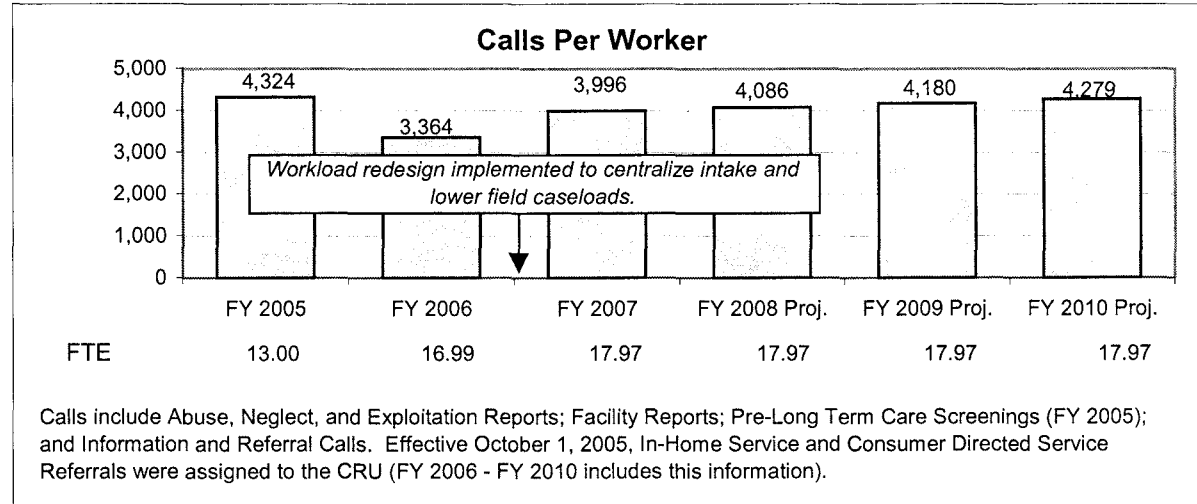 Calls Per Worker
5,000
4,000
3,000
2,000
1,000
0
4,324
3,364
3,996
4,086
4,180
4.279
Workload redesign implemented to centralize intake and
lower field caseloads.
FY 2005 FY 2006 FY 2007 FY 2008 Proj. FY 2009 Proj. FY 2010 Proj.
FTE 13.00 16.99 17.97 17.97 17.97 17.97
Calls include Abuse, Neglect, and Exploitation Reports; Facility Reports; Pre-Long Term Care Screenings (FY 2005);
and Information and Referral Calls. Effective October 1, 2005, In-Home Service and Consumer Directed Service
Referrals were assigned to the CRU (FY 2006 - FY 2010 includes this information).